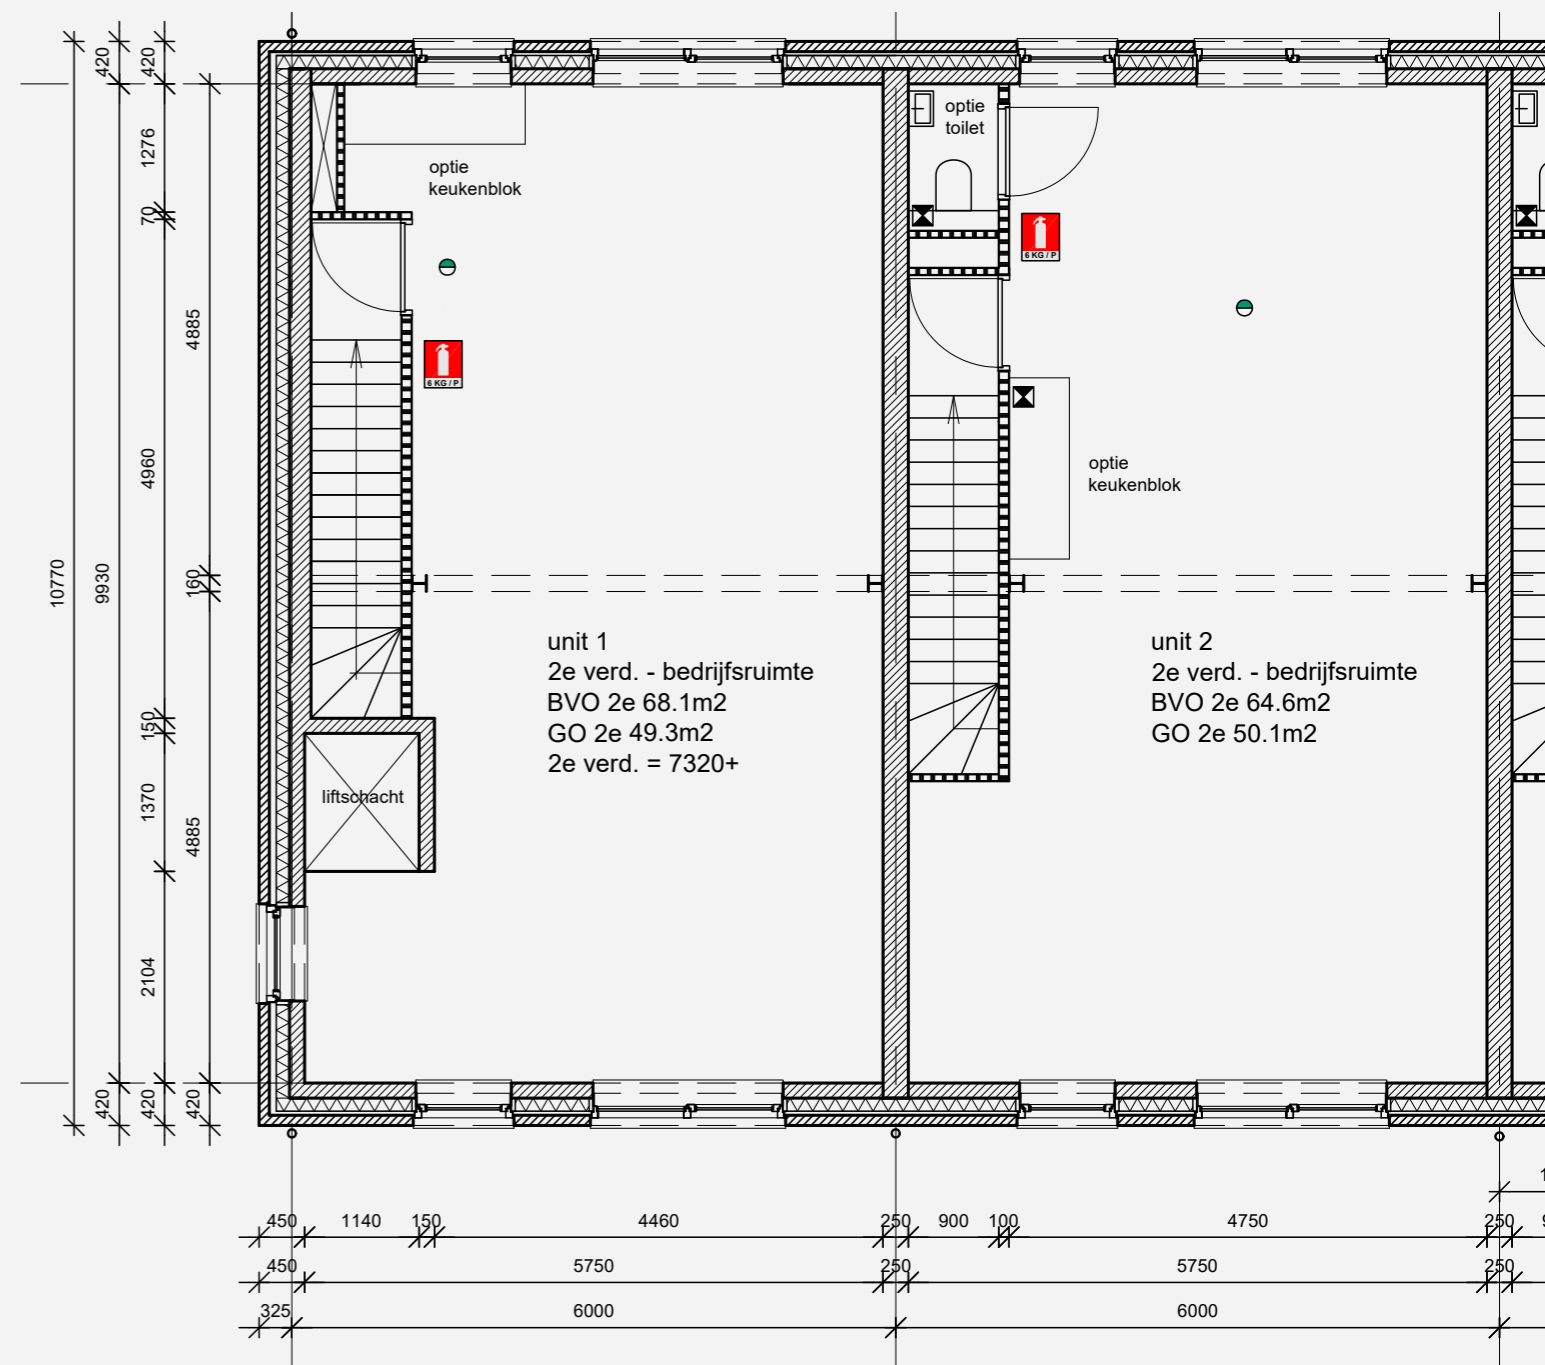 optie
toilet
optie
keukenblok
6 KG / P
6 KG / P
optie
keukenblok
unit 1
2e verd. - bedrijfsruimte
BVO 2e 68.1m2
GO 2e 49.3m2
2e verd. = 7320+
unit 2
2e verd. - bedrijfsruimte
BVO 2e 64.6m2
GO 2e 50.1m2
liftschacht
10770
420
9930
420
420
1276
70
4960
150
1370
2104
420
4885
160
4885
420
450 1140 150 4460 250 900 100 4750 250
450 5750 250 5750 250
325 6000 6000